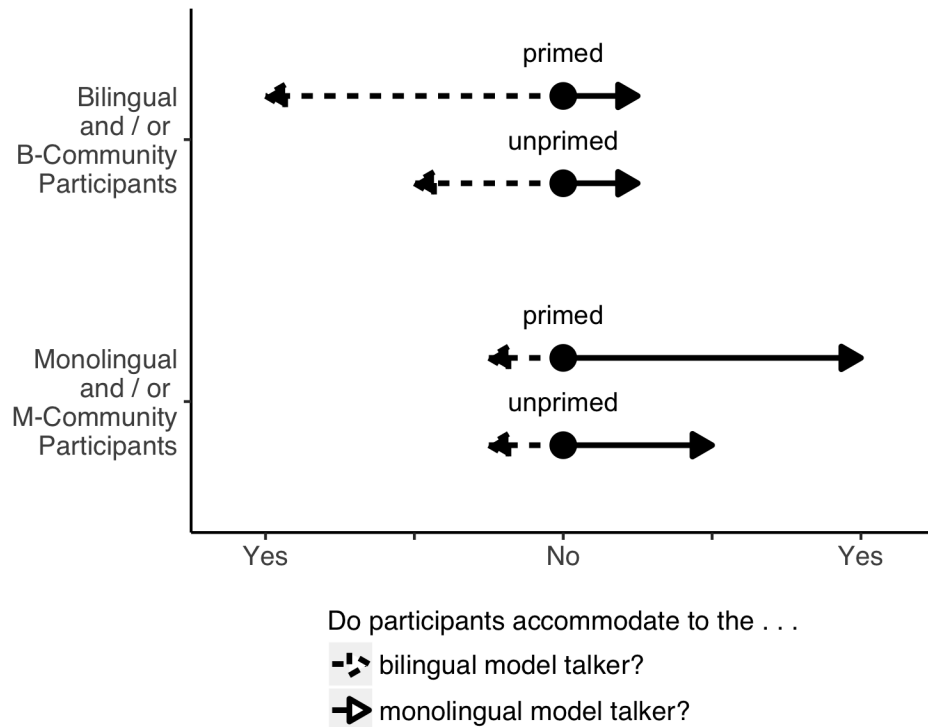 primed
Bilingual
and / or
B-Community
Participants
unprimed
primed
Monolingual
and / or
M-Community
Participants
unprimed
Yes No Yes
Do participants accommodate to the . . .
bilingual model talker?
monolingual model talker?